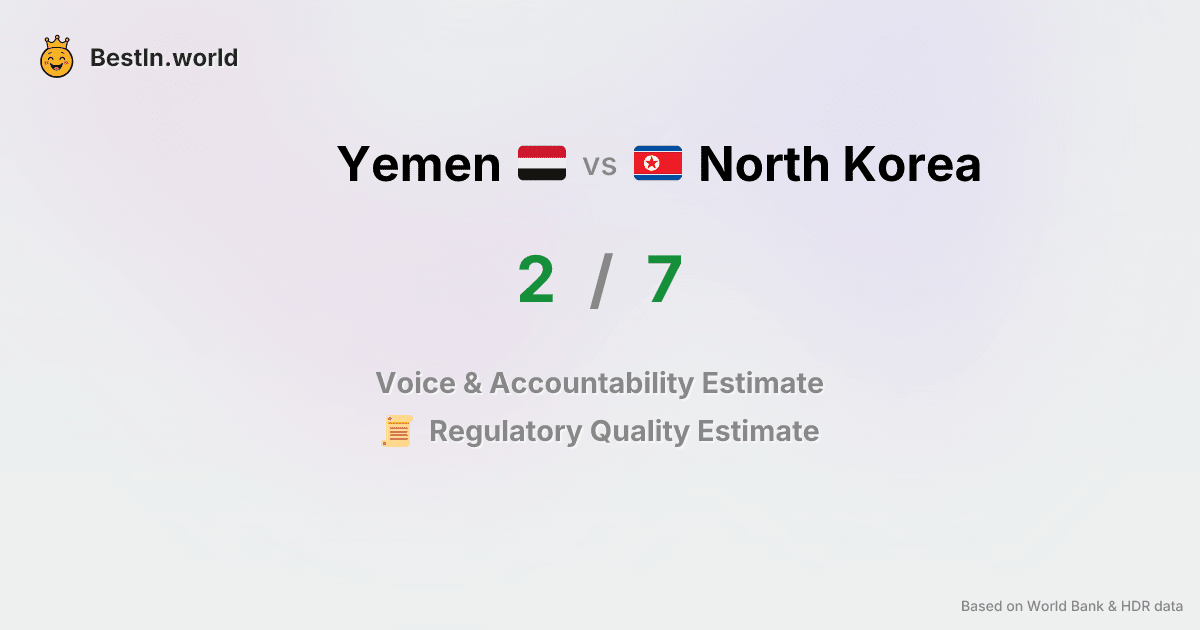 BestIn.world
Yemen vs North Korea
2 / 7
Voice & Accountability Estimate
Regulatory Quality Estimate
Based on World Bank & HDR data